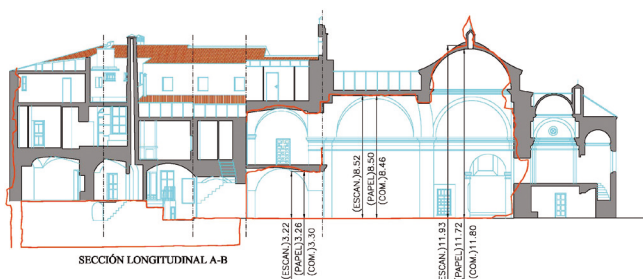 (ESCAN.)8.52
(PAPEL)8.50
(COM.)8.46
(ESCAN.)3.22
(PAPEL)3.26
(COM.)3.30
(ESCAN.)11.93
(PAPEL)11.72
(COM.)11.80
SECCIÓN LONGITUDINAL A-B